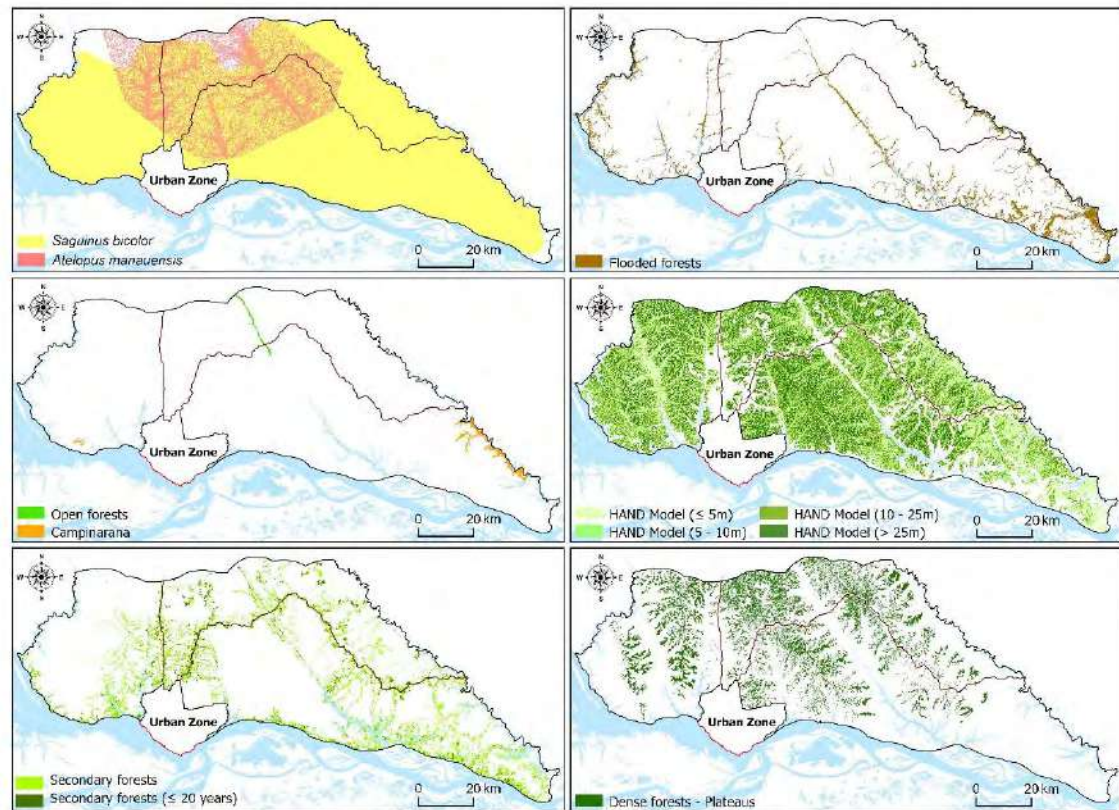 N
W E
S
Urban Zone
Saguinus bicolor
Atelopus manauensis
0 20 km
N
W E
S
Urban Zone
Flooded forests
0 20 km
N
W E
S
Urban Zone
Open forests
Campinarana
0 20 km
N
W E
S
Urban Zone
HAND Model (≤ 5m) HAND Model (10 - 25m)
HAND Model (5 - 10m) HAND Model (> 25m)
0 20 km
N
W E
S
Urban Zone
Secondary forests
Secondary forests (≤ 20 years)
0 20 km
N
W E
S
Urban Zone
Dense forests - Plateaus
0 20 km